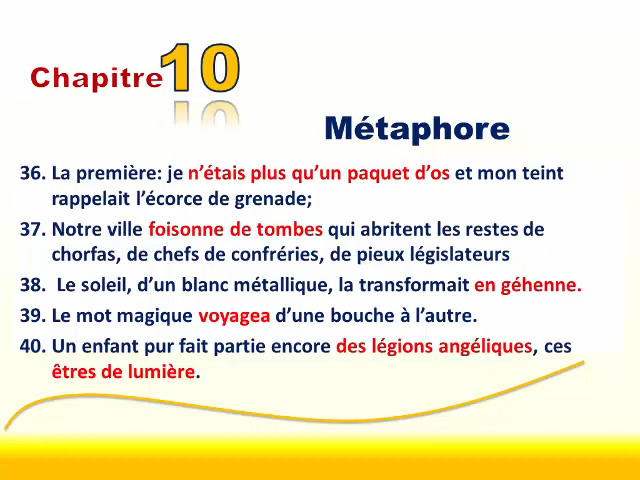 Chapitre 10
Métaphore
36. La première: je n'étais plus qu'un paquet d'os et mon teint
rappelait l'écorce de grenade;
37. Notre ville foisonne de tombes qui abritent les restes de
chorfas, de chefs de confréries, de pieux législateurs
38. Le soleil, d'un blanc métallique, la transformait en géhenne.
39. Le mot magique voyagea d'une bouche à l'autre.
40. Un enfant pur fait partie encore des légions angéliques, ces
êtres de lumière.